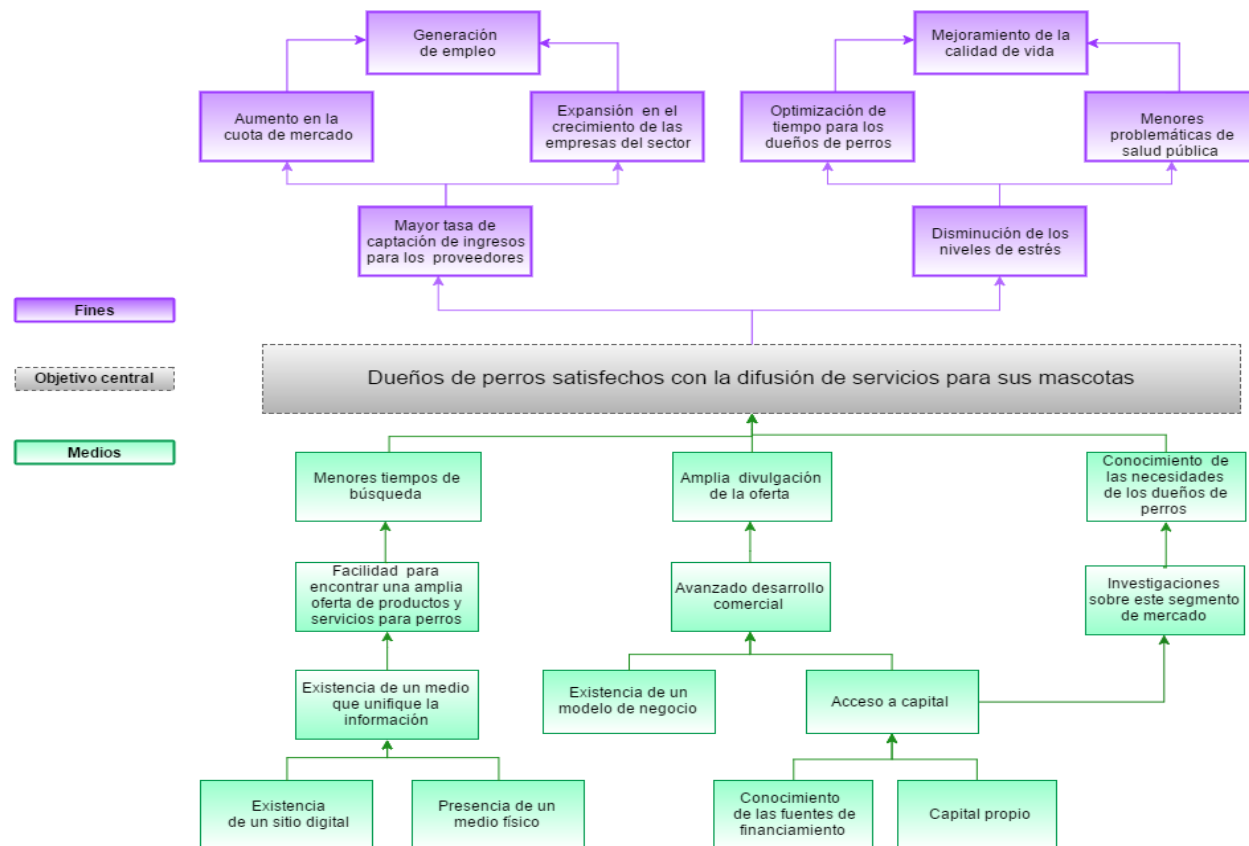 Generación
de empleo
Mejoramiento de la
calidad de vida
Aumento en la
cuota de mercado
Expansión en el
crecimiento de las
empresas del sector
Optimización de
tiempo para los
dueños de perros
Menores
problemáticas de
salud pública
Mayor tasa de
captación de ingresos
para los proveedores
Disminución de los
niveles de estrés
Fines
Objetivo central
Dueños de perros satisfechos con la difusión de servicios para sus mascotas
Medios
Menores tiempos de
búsqueda
Amplia divulgación
de la oferta
Conocimiento de
las necesidades
de los dueños de
perros
Facilidad para
encontrar una amplia
oferta de productos y
servicios para perros
Avanzado desarrollo
comercial
Investigaciones
sobre este segmento
de mercado
Existencia de un medio
que unifique la
información
Existencia de un
modelo de negocio
Acceso a capital
Existencia
de un sitio digital
Presencia de un
medio físico
Conocimiento
de las fuentes de
financiamiento
Capital propio